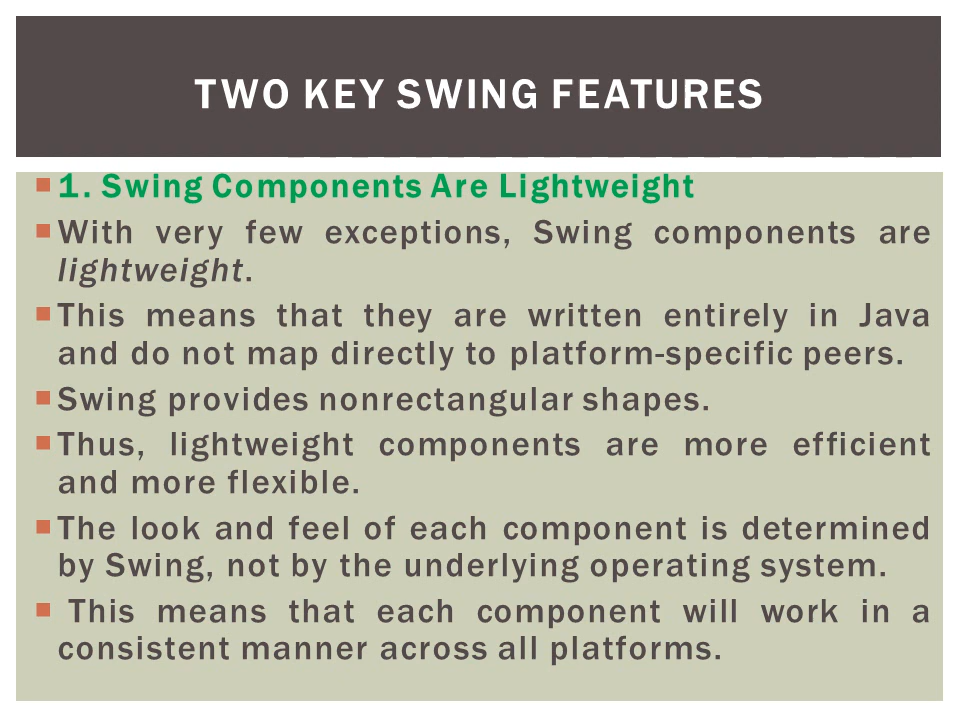 TWO KEY SWING FEATURES
1. Swing Components Are Lightweight
With very few exceptions, Swing components are
lightweight.
This means that they are written entirely in Java
and do not map directly to platform-specific peers.
Swing provides nonrectangular shapes.
Thus, lightweight components are more efficient
and more flexible.
The look and feel of each component is determined
by Swing, not by the underlying operating system.
This means that each component will work in a
consistent manner across all platforms.